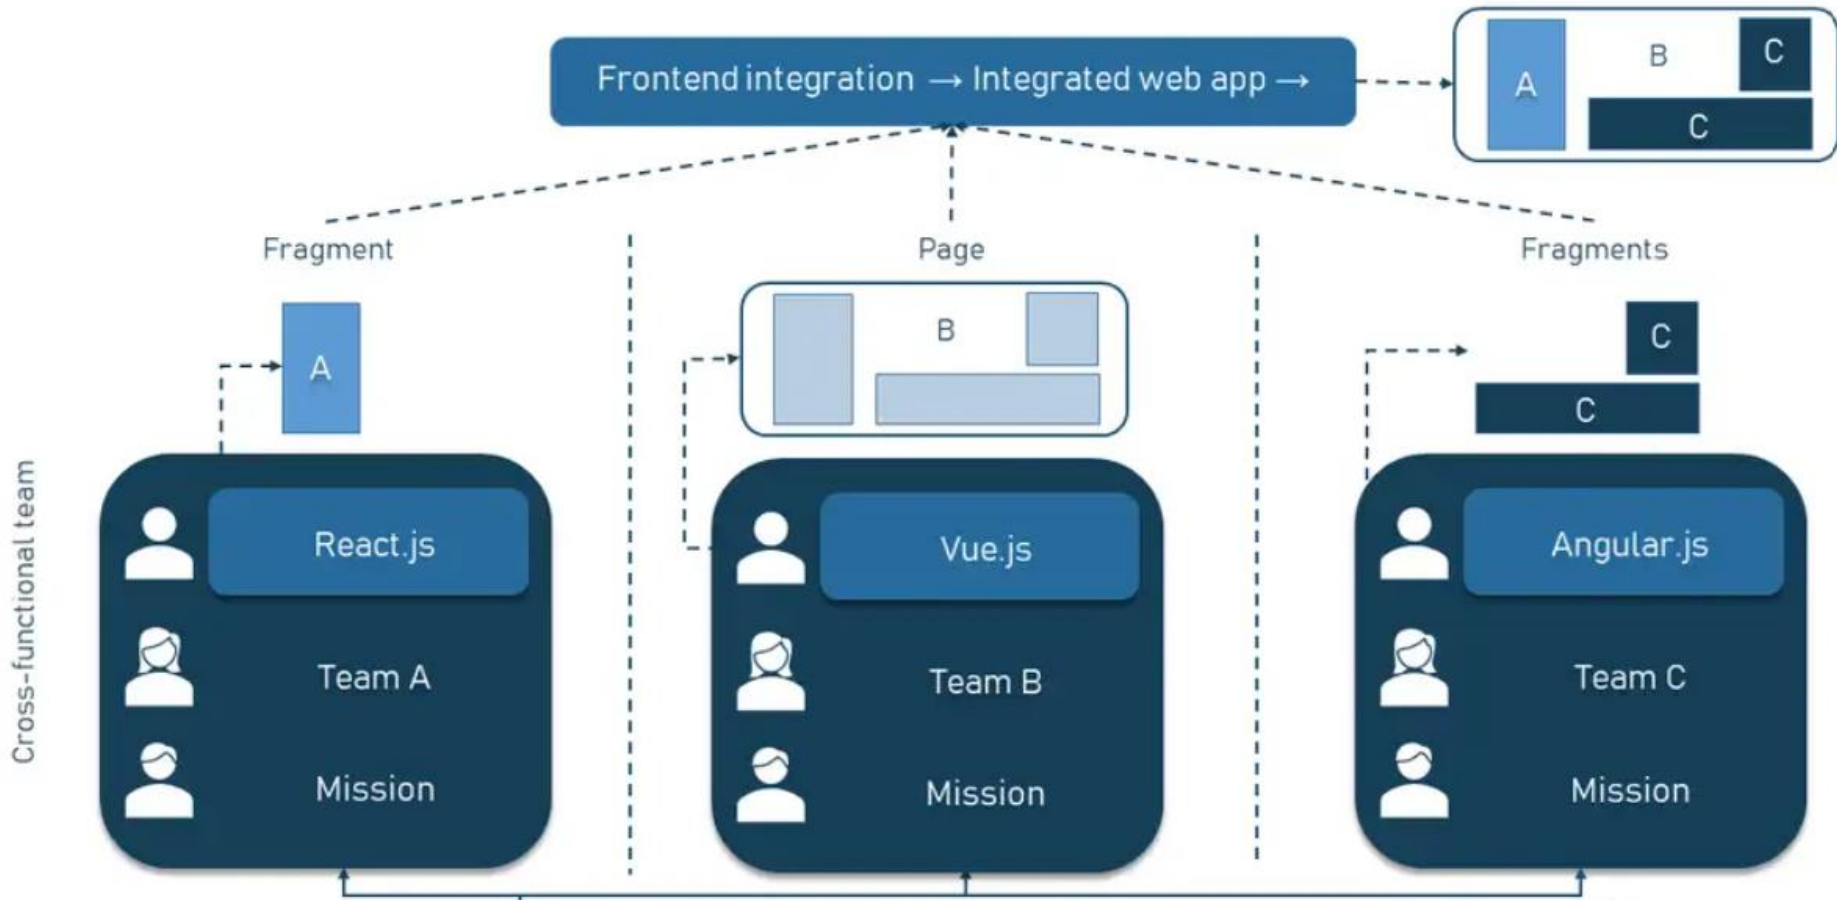 Frontend integration → Integrated web app →
A
B
C
C
Fragment
Page
Fragments
A
B
C
C
Cross-functional team
React.js
Team A
Mission
Vue.js
Team B
Mission
Angular.js
Team C
Mission